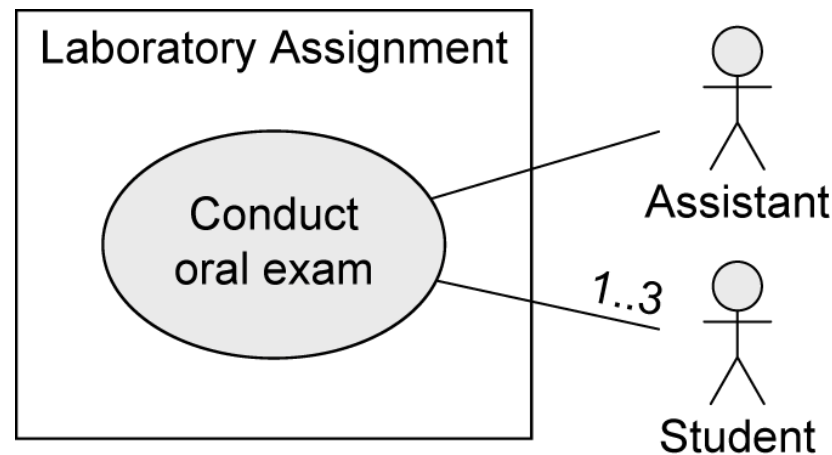 Laboratory Assignment
Conduct
oral exam
Assistant
1..3
Student